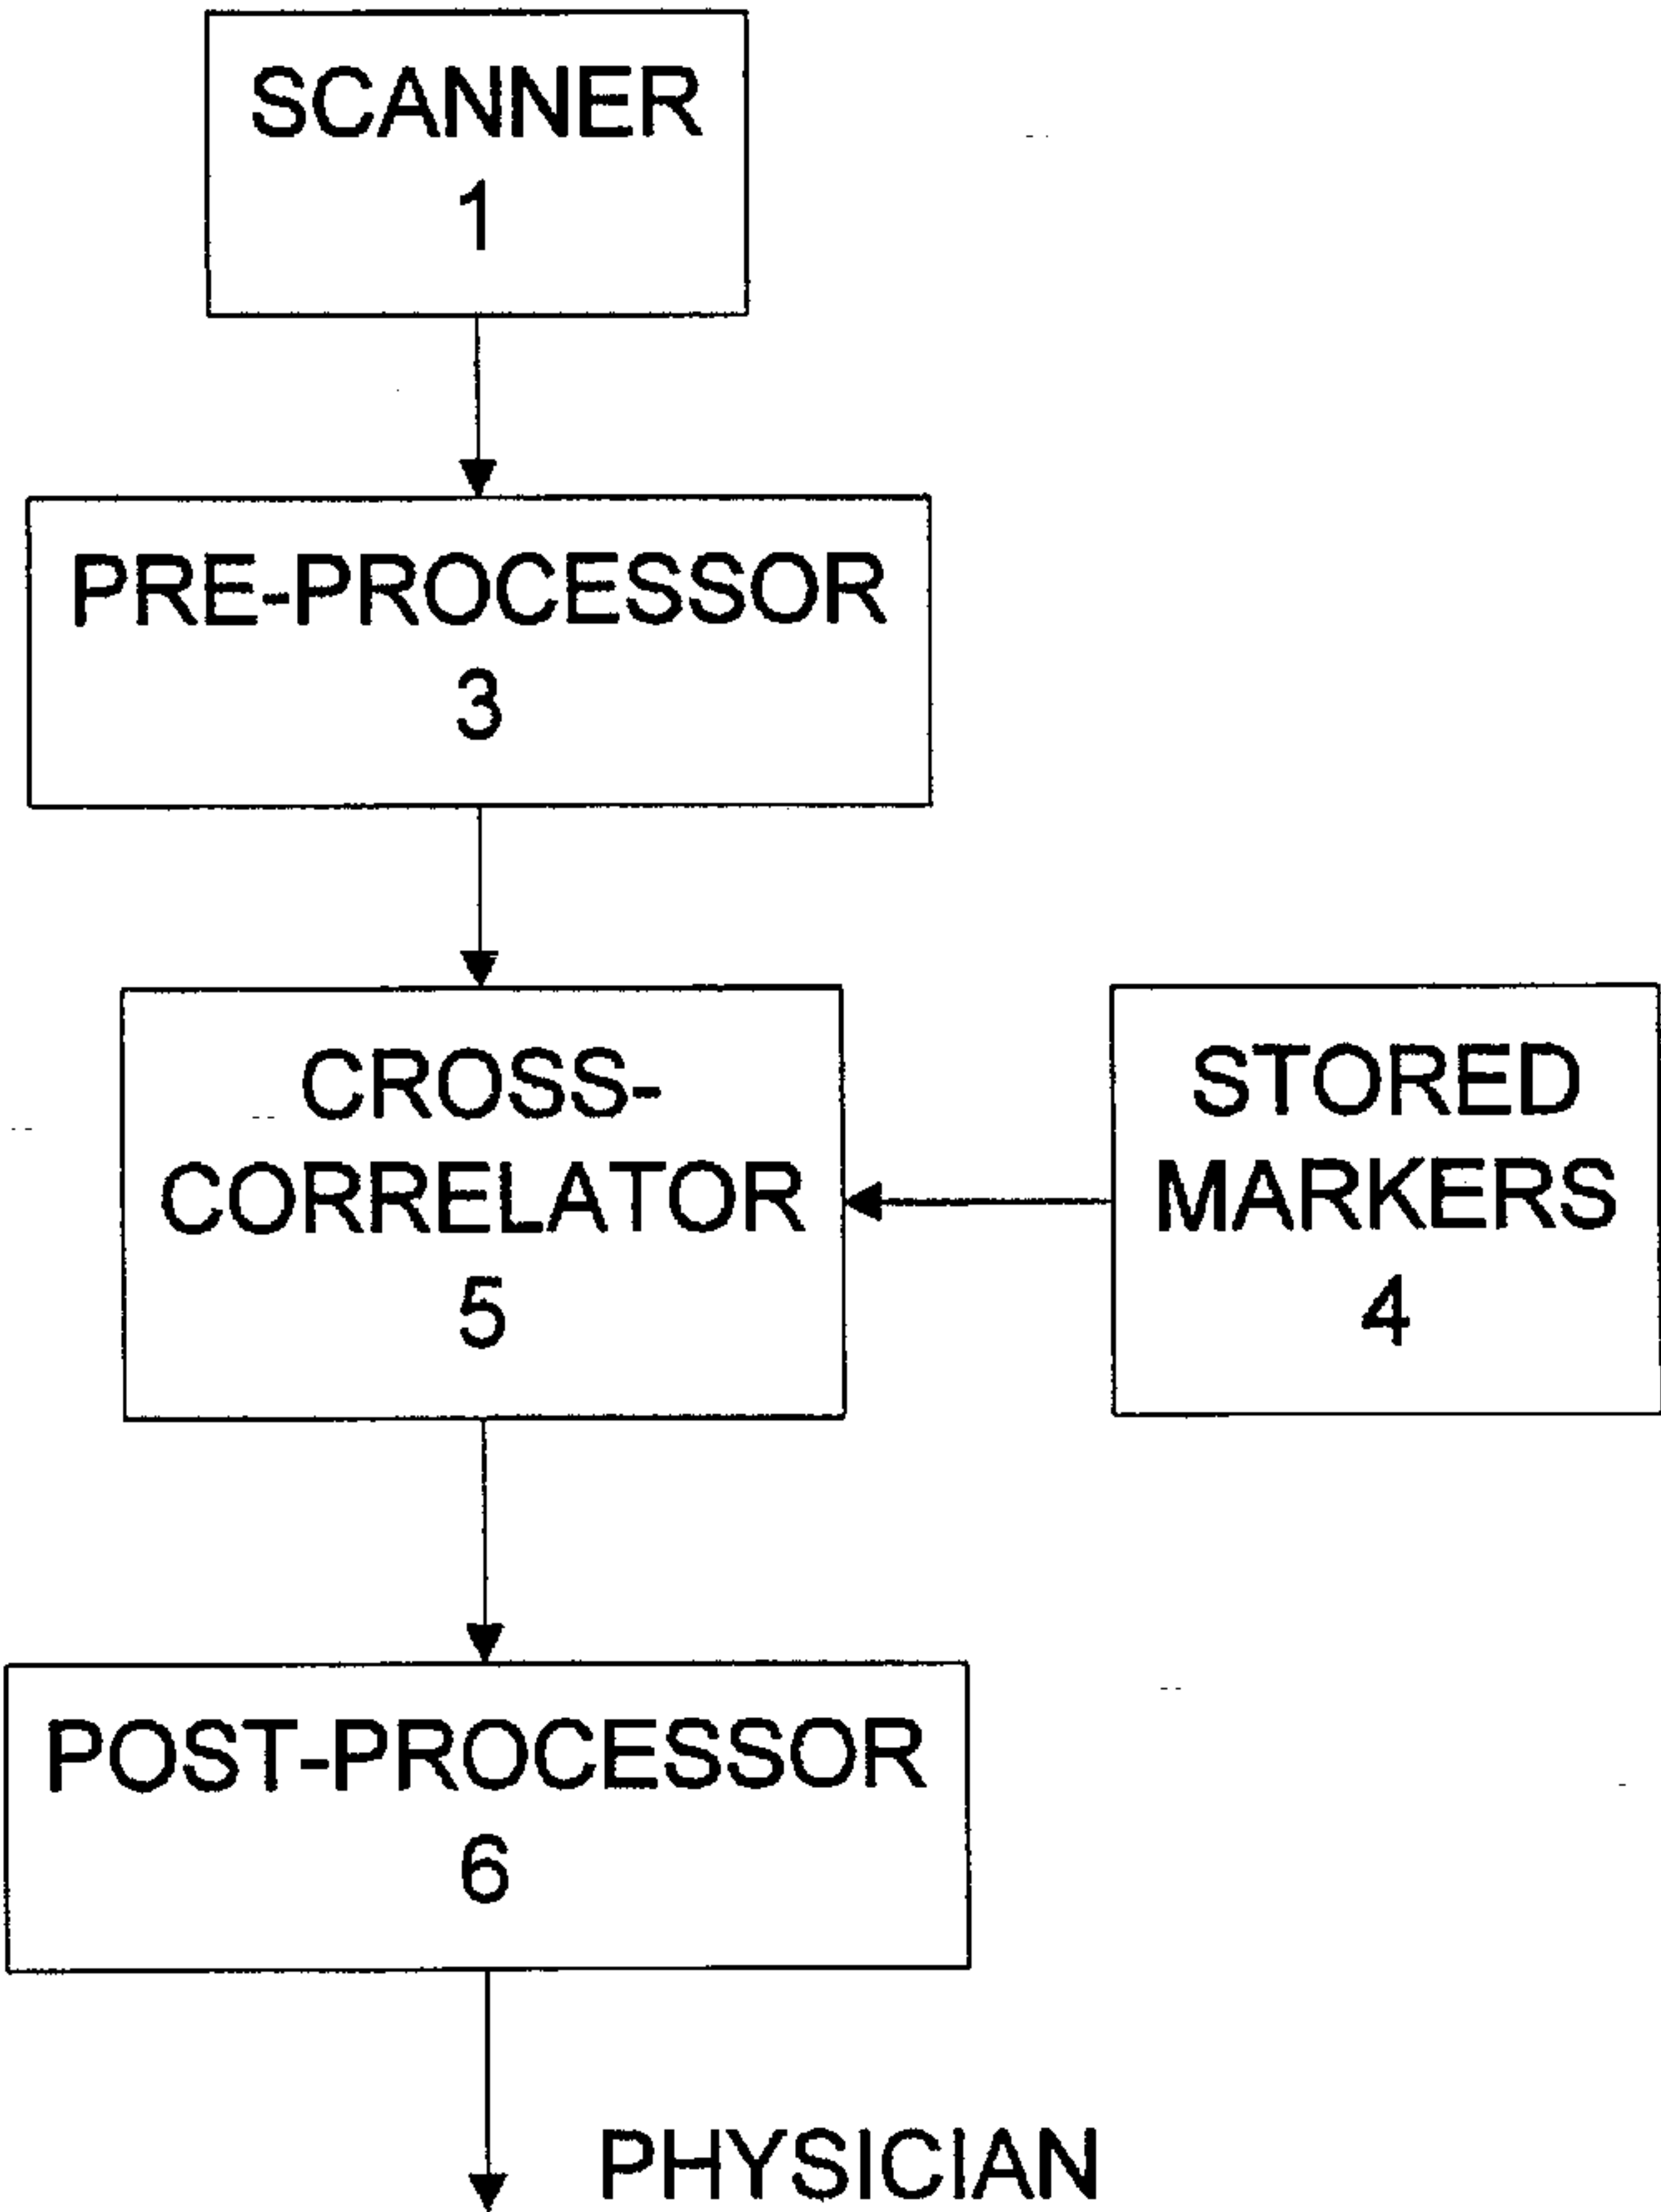 SCANNER
1
PRE-PROCESSOR
3
CROSS-
CORRELATOR
5
STORED
MARKERS
4
POST-PROCESSOR
6
PHYSICIAN